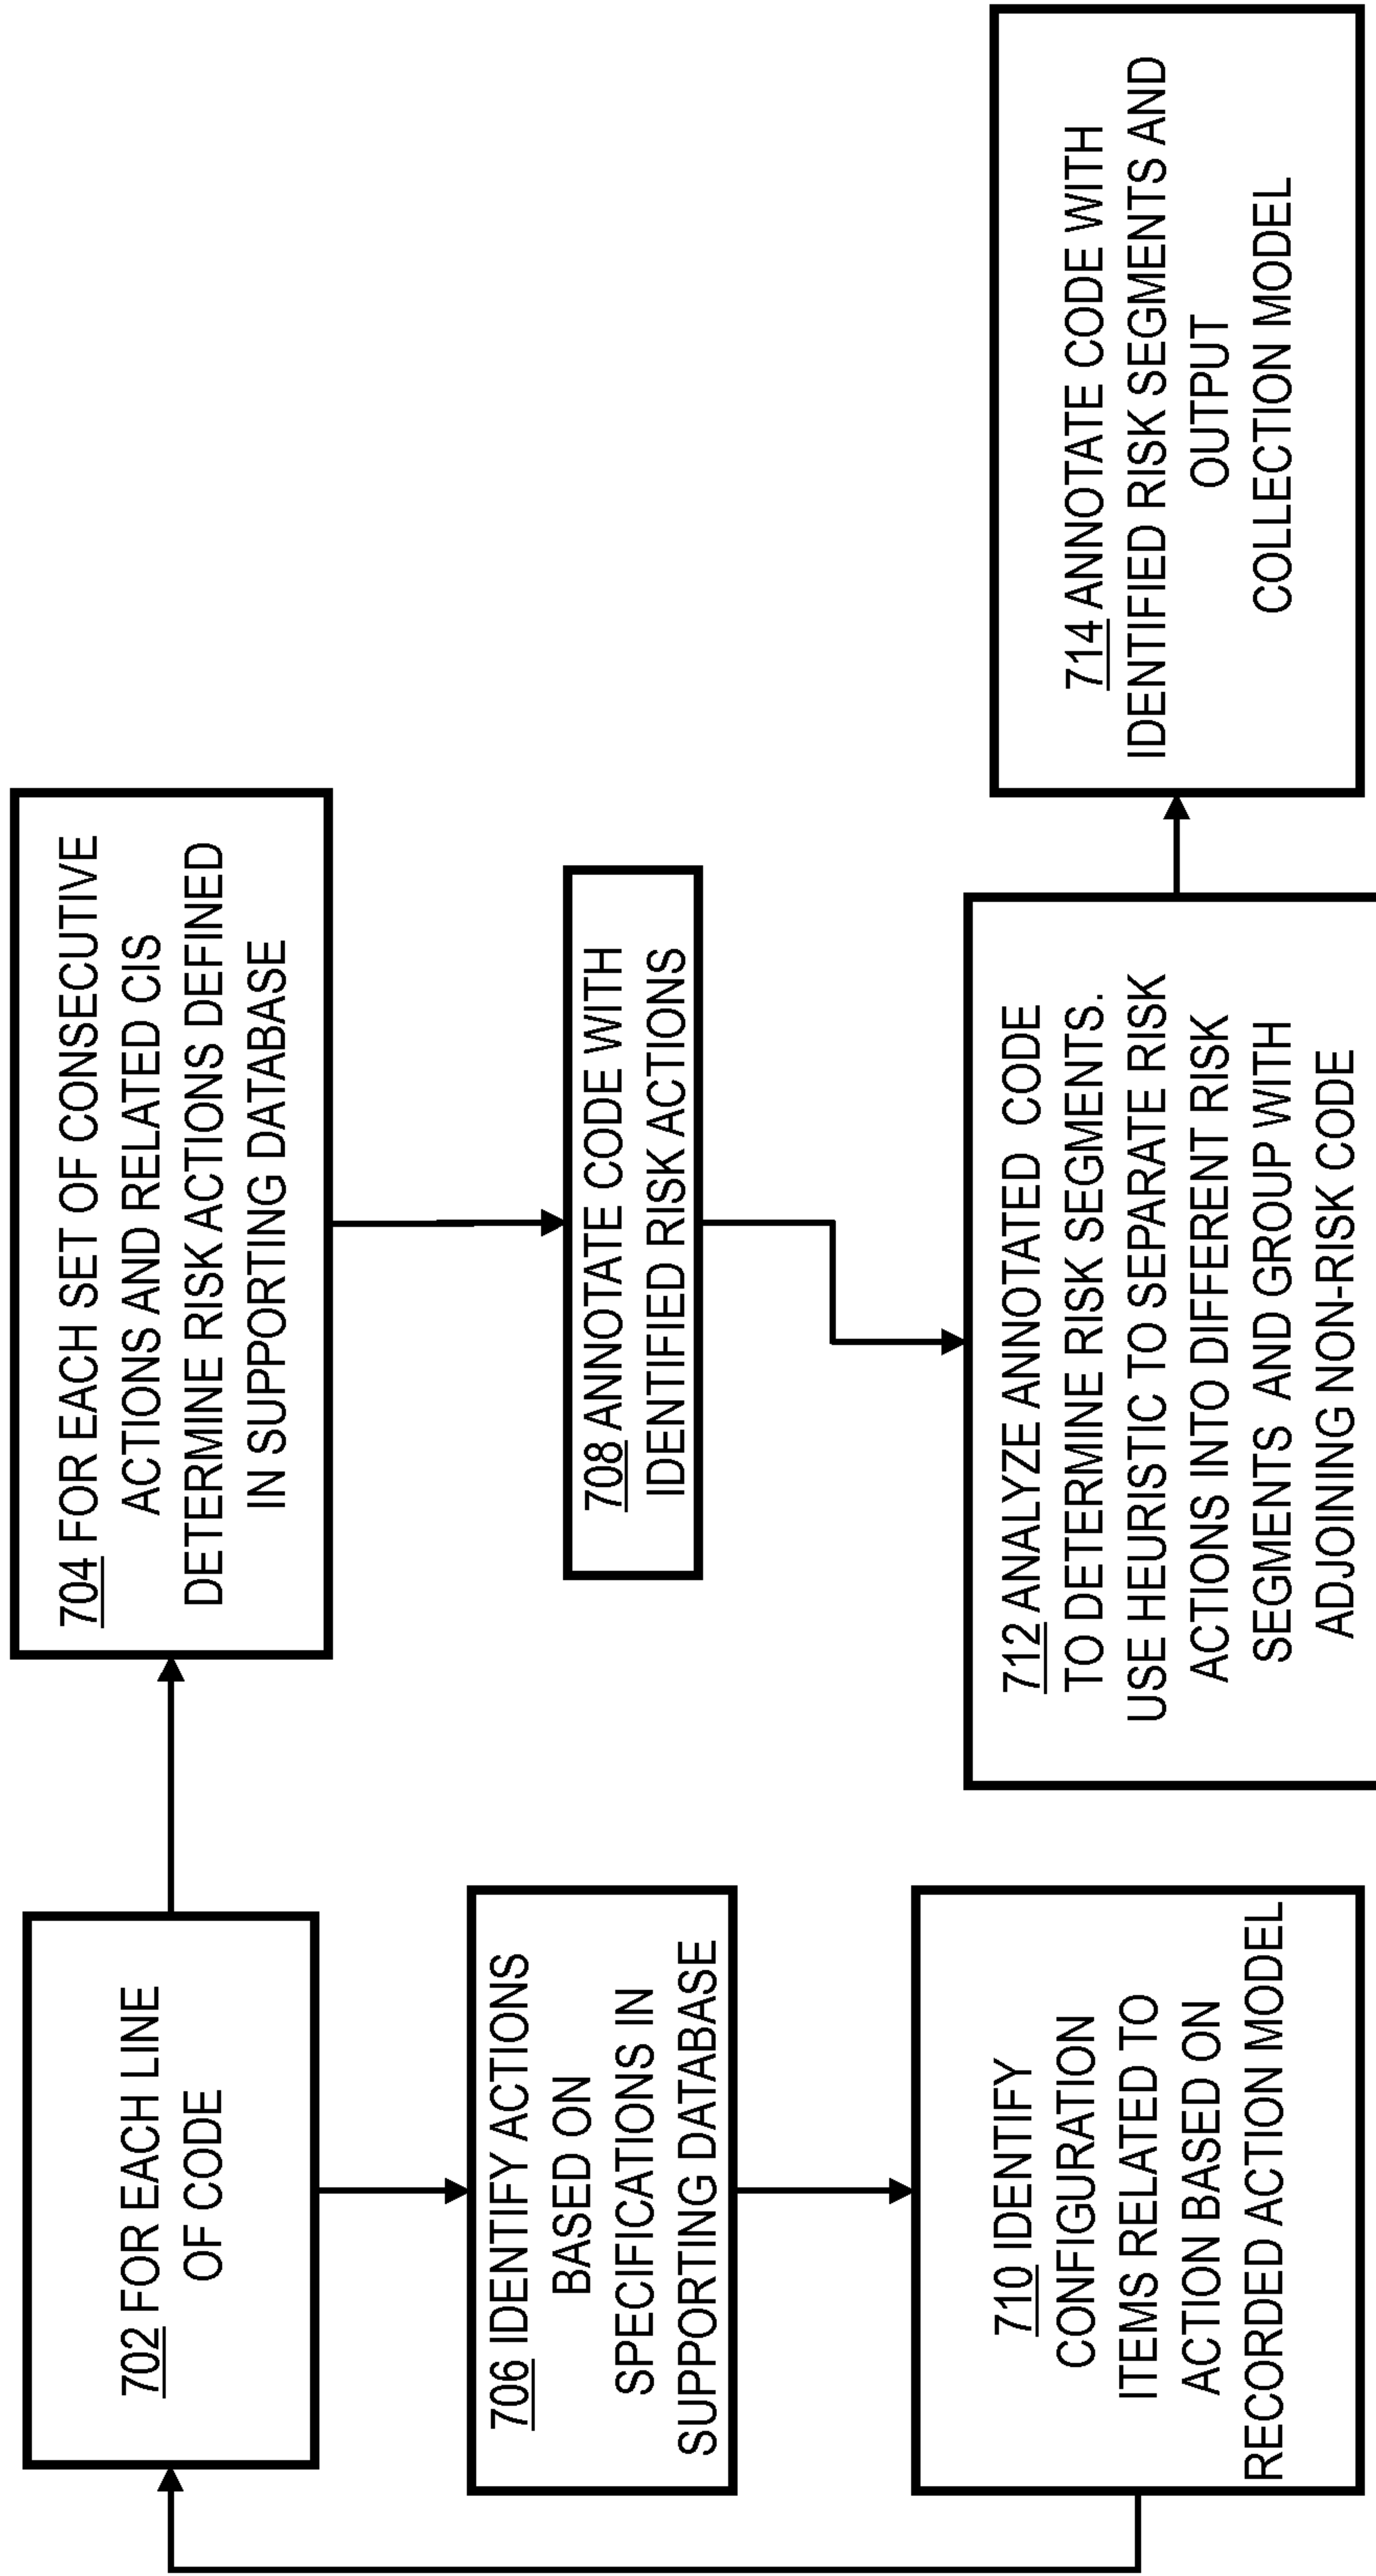 702 FOR EACH LINE
OF CODE
704 FOR EACH SET OF CONSECUTIVE
ACTIONS AND RELATED CIS
DETERMINE RISK ACTIONS DEFINED
IN SUPPORTING DATABASE
706 IDENTIFY ACTIONS
BASED ON
SPECIFICATIONS IN
SUPPORTING DATABASE
708 ANNOTATE CODE WITH
IDENTIFIED RISK ACTIONS
710 IDENTIFY
CONFIGURATION
ITEMS RELATED TO
ACTION BASED ON
RECORDED ACTION MODEL
712 ANALYZE ANNOTATED CODE
TO DETERMINE RISK SEGMENTS.
USE HEURISTIC TO SEPARATE RISK
ACTIONS INTO DIFFERENT RISK
SEGMENTS AND GROUP WITH
ADJOINING NON-RISK CODE
714 ANNOTATE CODE WITH
IDENTIFIED RISK SEGMENTS AND
OUTPUT
COLLECTION MODEL